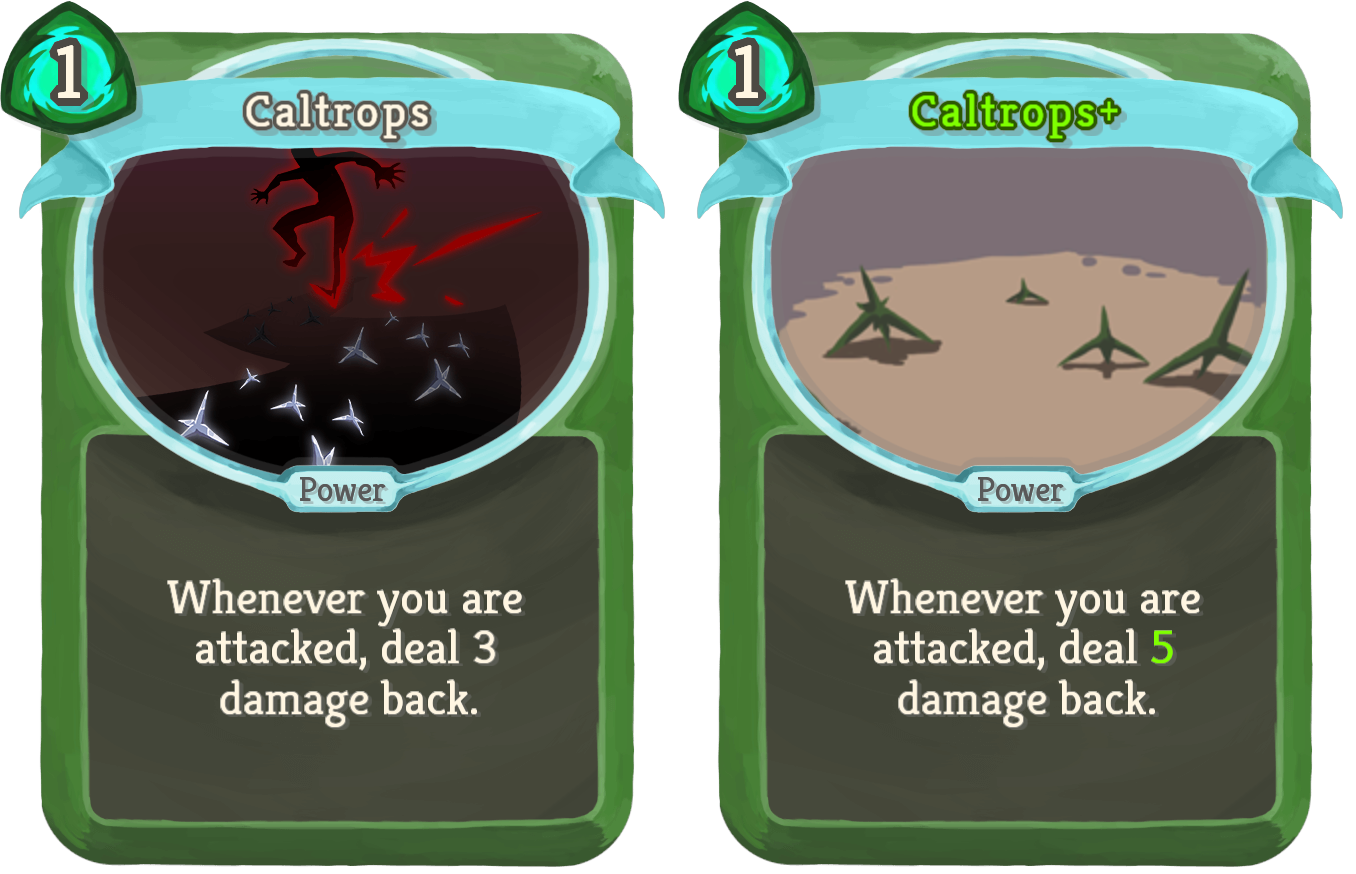 1
Caltrops
Power
Whenever you are
attacked, deal 3
damage back.
1
Caltrops+
Power
Whenever you are
attacked, deal 5
damage back.